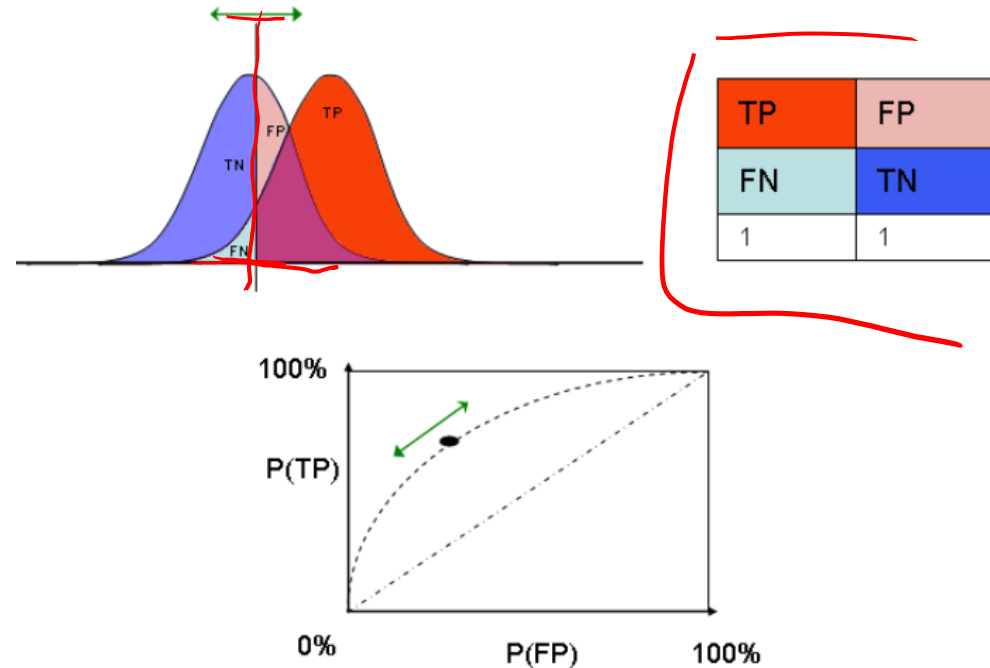 TP
FP
TN
FN
TP FP
FN TN
1 1
100%
P(TP)
0% P(FP) 100%